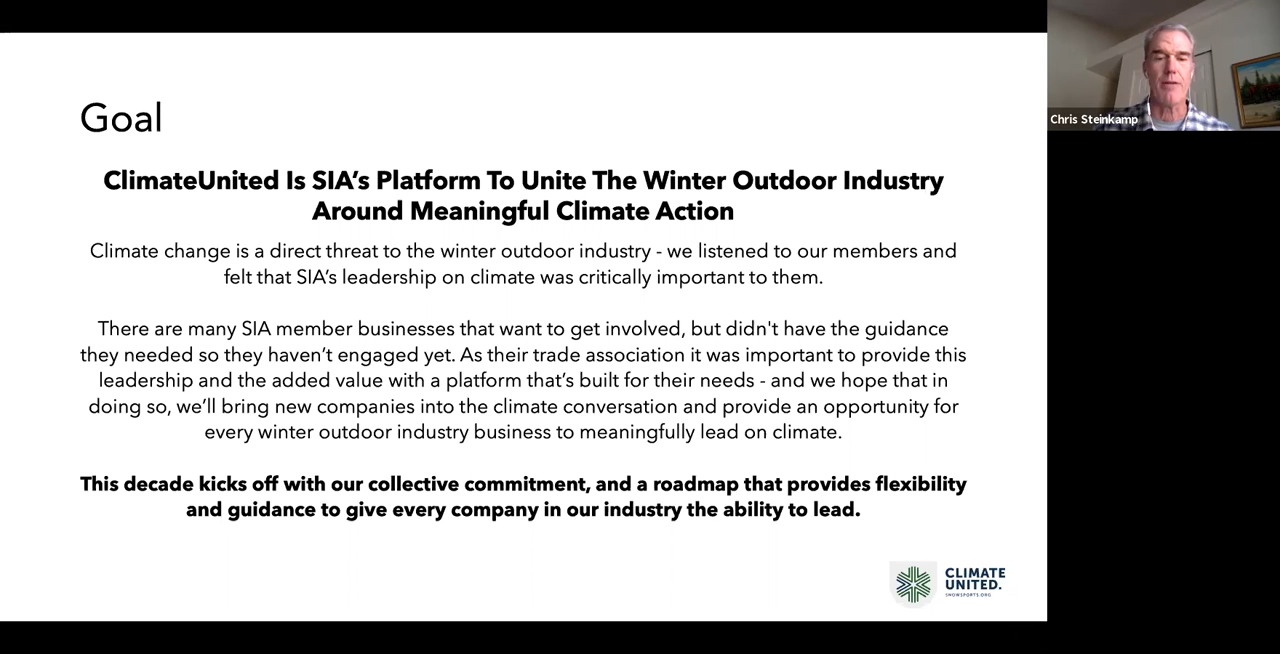 Goal
ClimateUnited Is SIA’s Platform To Unite The Winter Outdoor Industry
Around Meaningful Climate Action
Climate change is a direct threat to the winter outdoor industry - we listened to our members and
felt that SIA’s leadership on climate was critically important to them.
There are many SIA member businesses that want to get involved, but didn't have the guidance
they needed so they haven’t engaged yet. As their trade association it was important to provide this
leadership and the added value with a platform that’s built for their needs - and we hope that in
doing so, we’ll bring new companies into the climate conversation and provide an opportunity for
every winter outdoor industry business to meaningfully lead on climate.
This decade kicks off with our collective commitment, and a roadmap that provides flexibility
and guidance to give every company in our industry the ability to lead.
CLIMATE
UNITED.
SNOWSPORTS.ORG
Chris Steinkamp